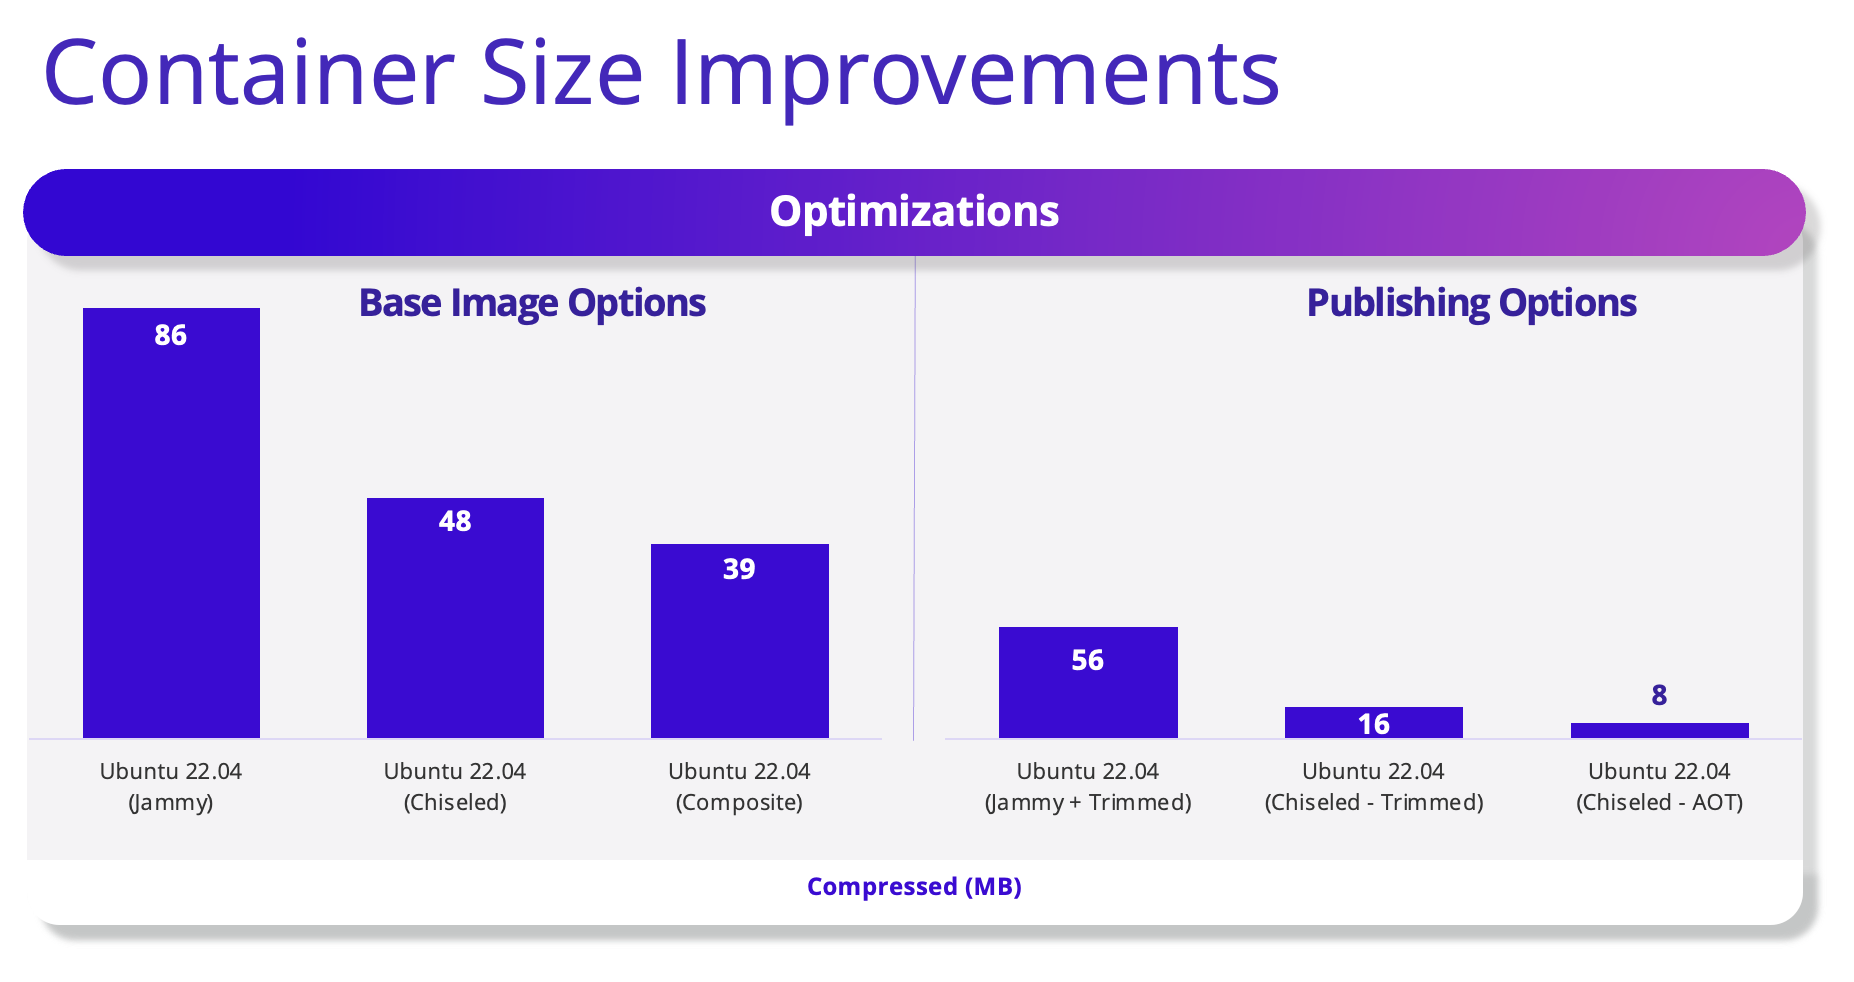 Container Size Improvements
Optimizations
Base Image Options
86
48
39
Ubuntu 22.04
(Jammy)
Ubuntu 22.04
(Chiseled)
Ubuntu 22.04
(Composite)
Publishing Options
56
16
8
Ubuntu 22.04
(Jammy + Trimmed)
Ubuntu 22.04
(Chiseled - Trimmed)
Ubuntu 22.04
(Chiseled - AOT)
Compressed (MB)